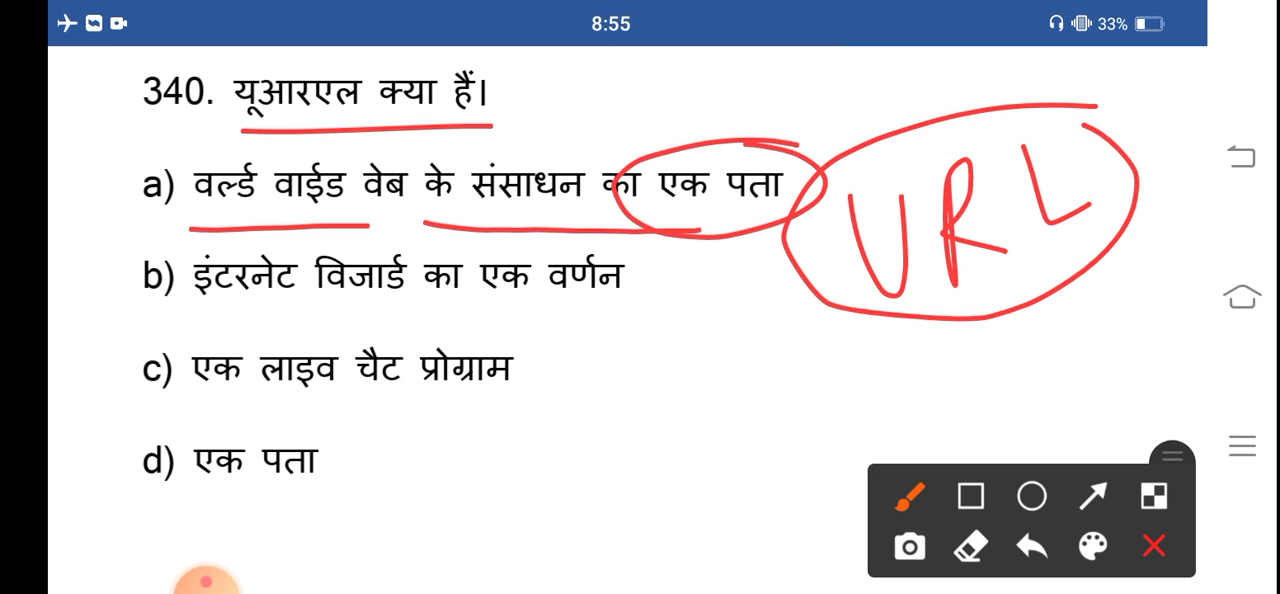 8:55
33%
340. यूआरएल क्या हैं।
a) वर्ल्ड वाईड वेब के संसाधन का एक पता
URL
b) इंटरनेट विजार्ड का एक वर्णन
c) एक लाइव चैट प्रोग्राम
d) एक पता